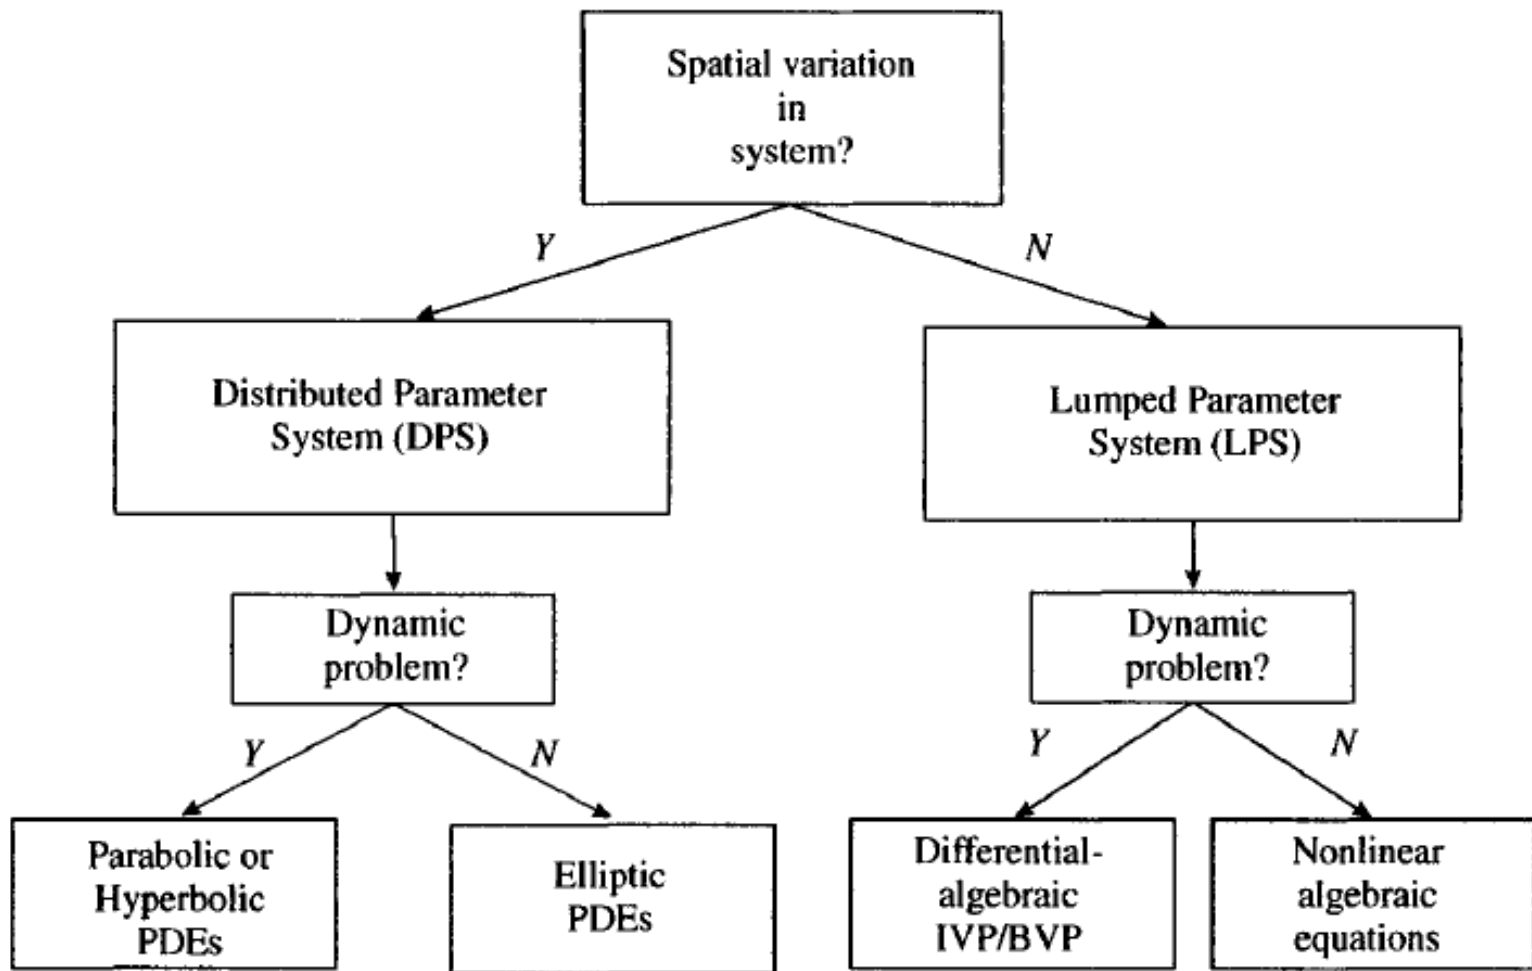 Spatial variation
in
system?
Y
N
Distributed Parameter
System (DPS)
Lumped Parameter
System (LPS)
Dynamic
problem?
Dynamic
problem?
Y
N
Y
N
Parabolic or
Hyperbolic
PDEs
Elliptic
PDEs
Differential-
algebraic
IVP/BVP
Nonlinear
algebraic
equations